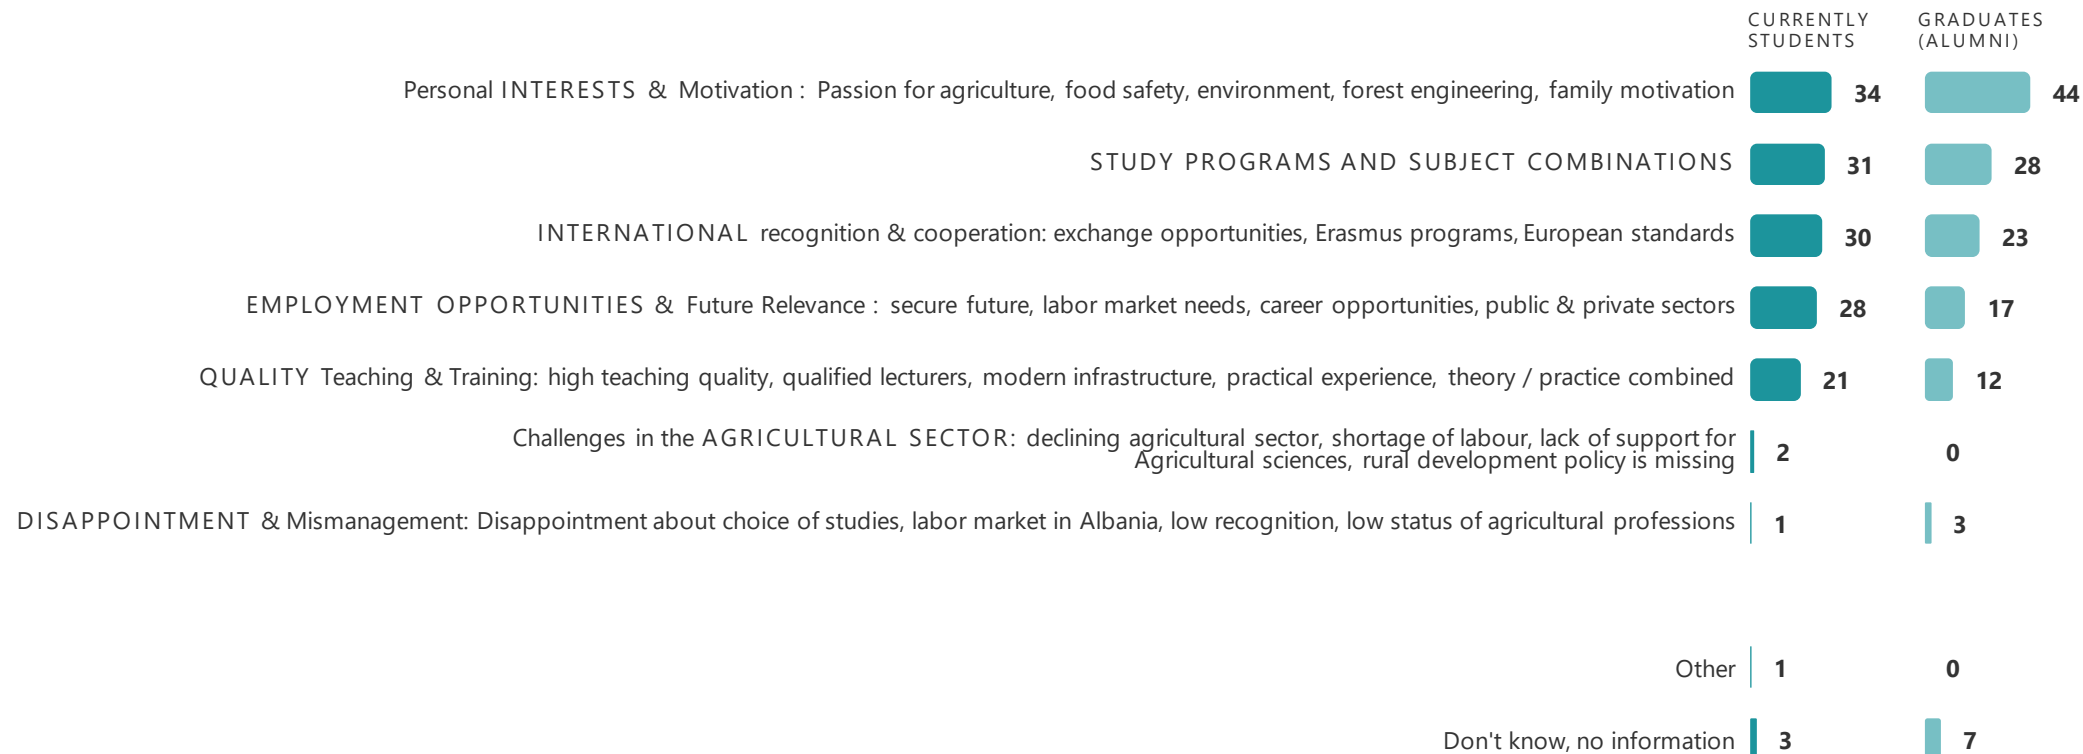 CURRENTLY STUDENTS
GRADUATES (ALUMNI)
Personal INTERESTS & Motivation : Passion for agriculture, food safety, environment, forest engineering, family motivation 34 44
STUDY PROGRAMS AND SUBJECT COMBINATIONS 31 28
INTERNATIONAL recognition & cooperation: exchange opportunities, Erasmus programs, European standards 30 23
EMPLOYMENT OPPORTUNITIES & Future Relevance : secure future, labor market needs, career opportunities, public & private sectors 28 17
QUALITY Teaching & Training: high teaching quality, qualified lecturers, modern infrastructure, practical experience, theory / practice combined 21 12
Challenges in the AGRICULTURAL SECTOR: declining agricultural sector, shortage of labour, lack of support for
Agricultural sciences, rural development policy is missing 2 0
DISAPPOINTMENT & Mismanagement: Disappointment about choice of studies, labor market in Albania, low recognition, low status of agricultural professions 1 3
Other 1 0
Don't know, no information 3 7